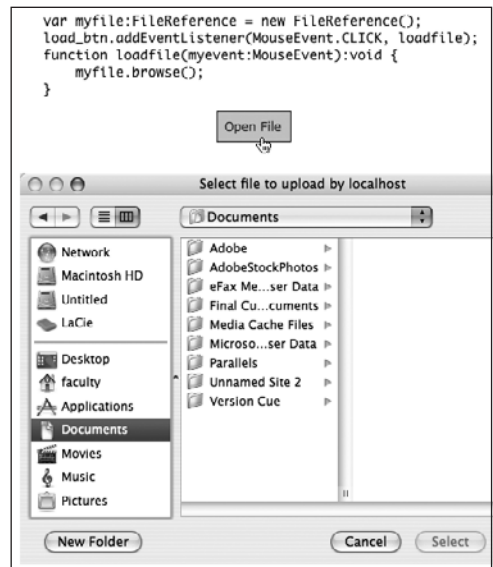 var myfile:FileReference = new FileReference();
load_btn.addEventListener(MouseEvent.CLICK, loadfile);
function loadfile(myevent:MouseEvent):void {
    myfile.browse();
}
Open File
Select file to upload by localhost
Documents
Network
Macintosh HD
Untitled
LaCie
Desktop
faculty
Applications
Documents
Movies
Music
Pictures
Adobe
AdobeStockPhotos
eFax Me...ser Data
Final Cu...cuments
Media Cache Files
Microso...ser Data
Parallels
Unnamed Site 2
Version Cue
New Folder
Cancel
Select